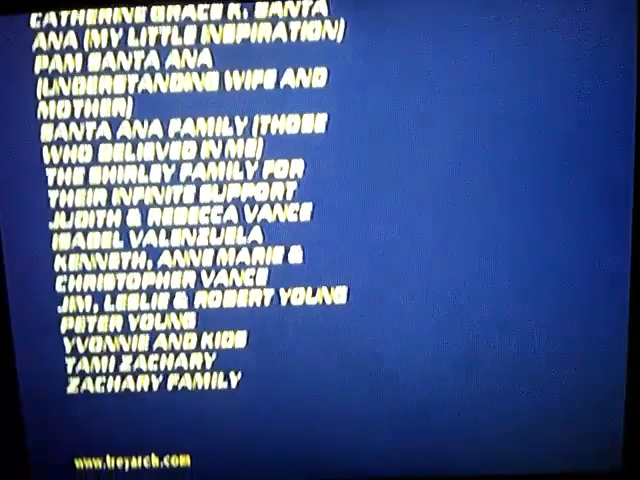 CATHERINE GRACE K. SANTA
ANA (MY LITTLE INSPIRATION)
PAM SANTA ANA
(UNDERSTANDING WIFE AND
MOTHER)
SANTA ANA FAMILY (THOSE
WHO BELIEVED IN ME)
THE SHIRLEY FAMILY FOR
THEIR INFINITE SUPPORT
JUDITH & REBECCA VANCE
ISABEL VALENZUELA
KENNETH, ANNE MARIE &
CHRISTOPHER VANCE
JIM, LESLIE & ROBERT YOUNG
PETER YOUNG
YVONNIE AND KIDS
TAMI ZACHARY
ZACHARY FAMILY
www.treyarch.com